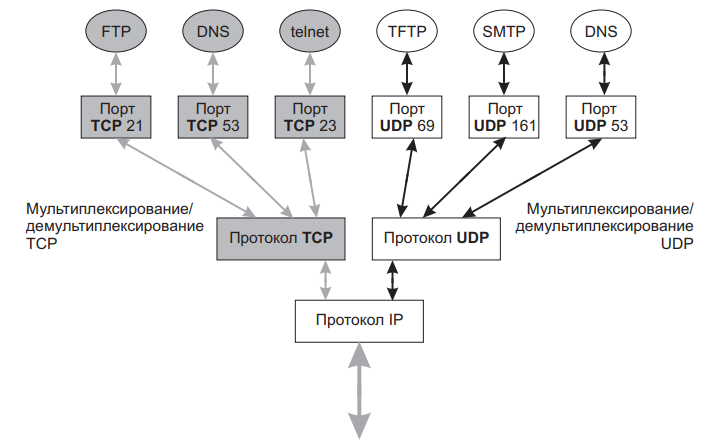 FTP
DNS
telnet
TFTP
SMTP
DNS
Порт
TCP 21
Порт
TCP 53
Порт
TCP 23
Порт
UDP 69
Порт
UDP 161
Порт
UDP 53
Мультиплексирование/
демультиплексирование
TCP
Протокол TCP
Протокол UDP
Мультиплексирование/
демультиплексирование
UDP
Протокол IP